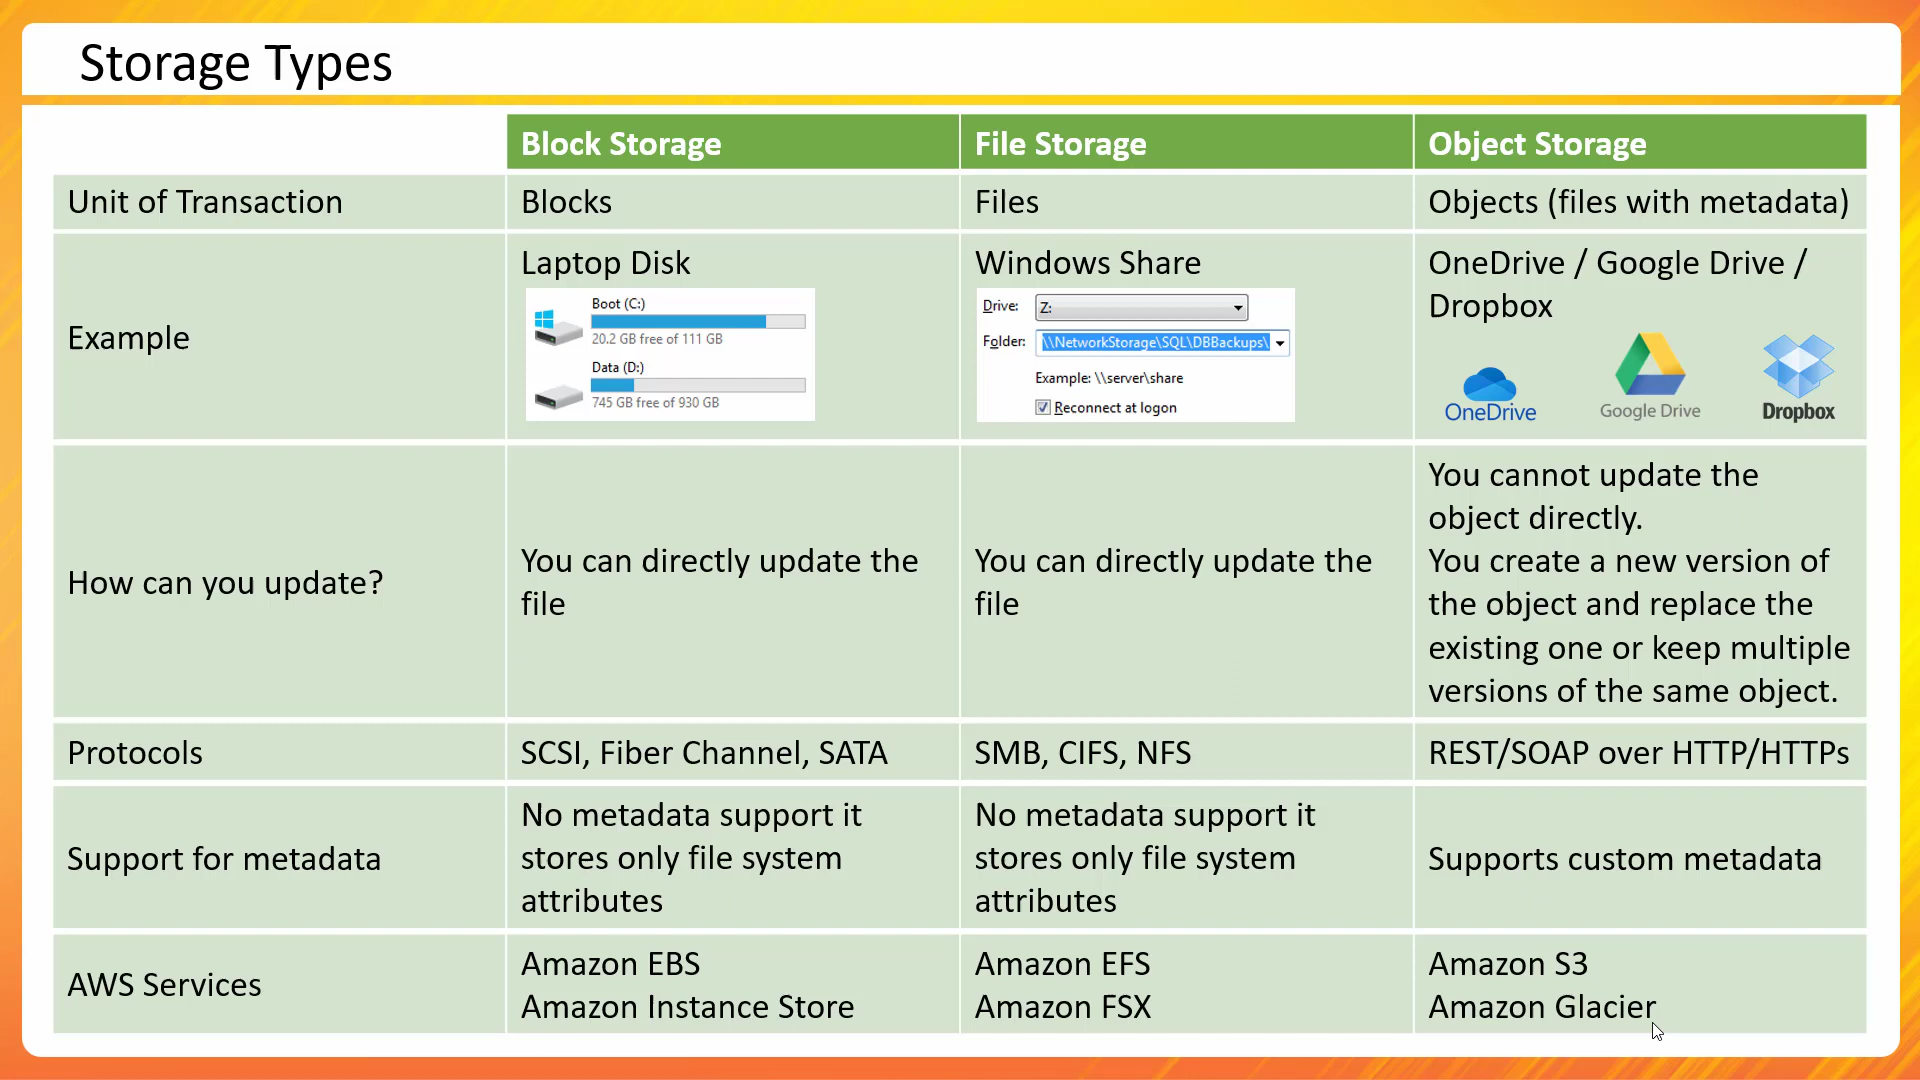 Storage Types
Block Storage
File Storage
Object Storage
Unit of Transaction
Blocks
Files
Objects (files with metadata)
Example
Laptop Disk
Boot (C:)
20.2 GB free of 111 GB
Data (D:)
745 GB free of 930 GB
Windows Share
Drive: Z:
Folder: \\NetworkStorage\SQL\DBBackups\
Example: \\server\share
Reconnect at logon
OneDrive / Google Drive /
Dropbox
OneDrive
Google Drive
Dropbox
How can you update?
You can directly update the
file
You can directly update the
file
You cannot update the
object directly.
You create a new version of
the object and replace the
existing one or keep multiple
versions of the same object.
Protocols
SCSI, Fiber Channel, SATA
SMB, CIFS, NFS
REST/SOAP over HTTP/HTTPs
Support for metadata
No metadata support it
stores only file system
attributes
No metadata support it
stores only file system
attributes
Supports custom metadata
AWS Services
Amazon EBS
Amazon Instance Store
Amazon EFS
Amazon FSX
Amazon S3
Amazon Glacier